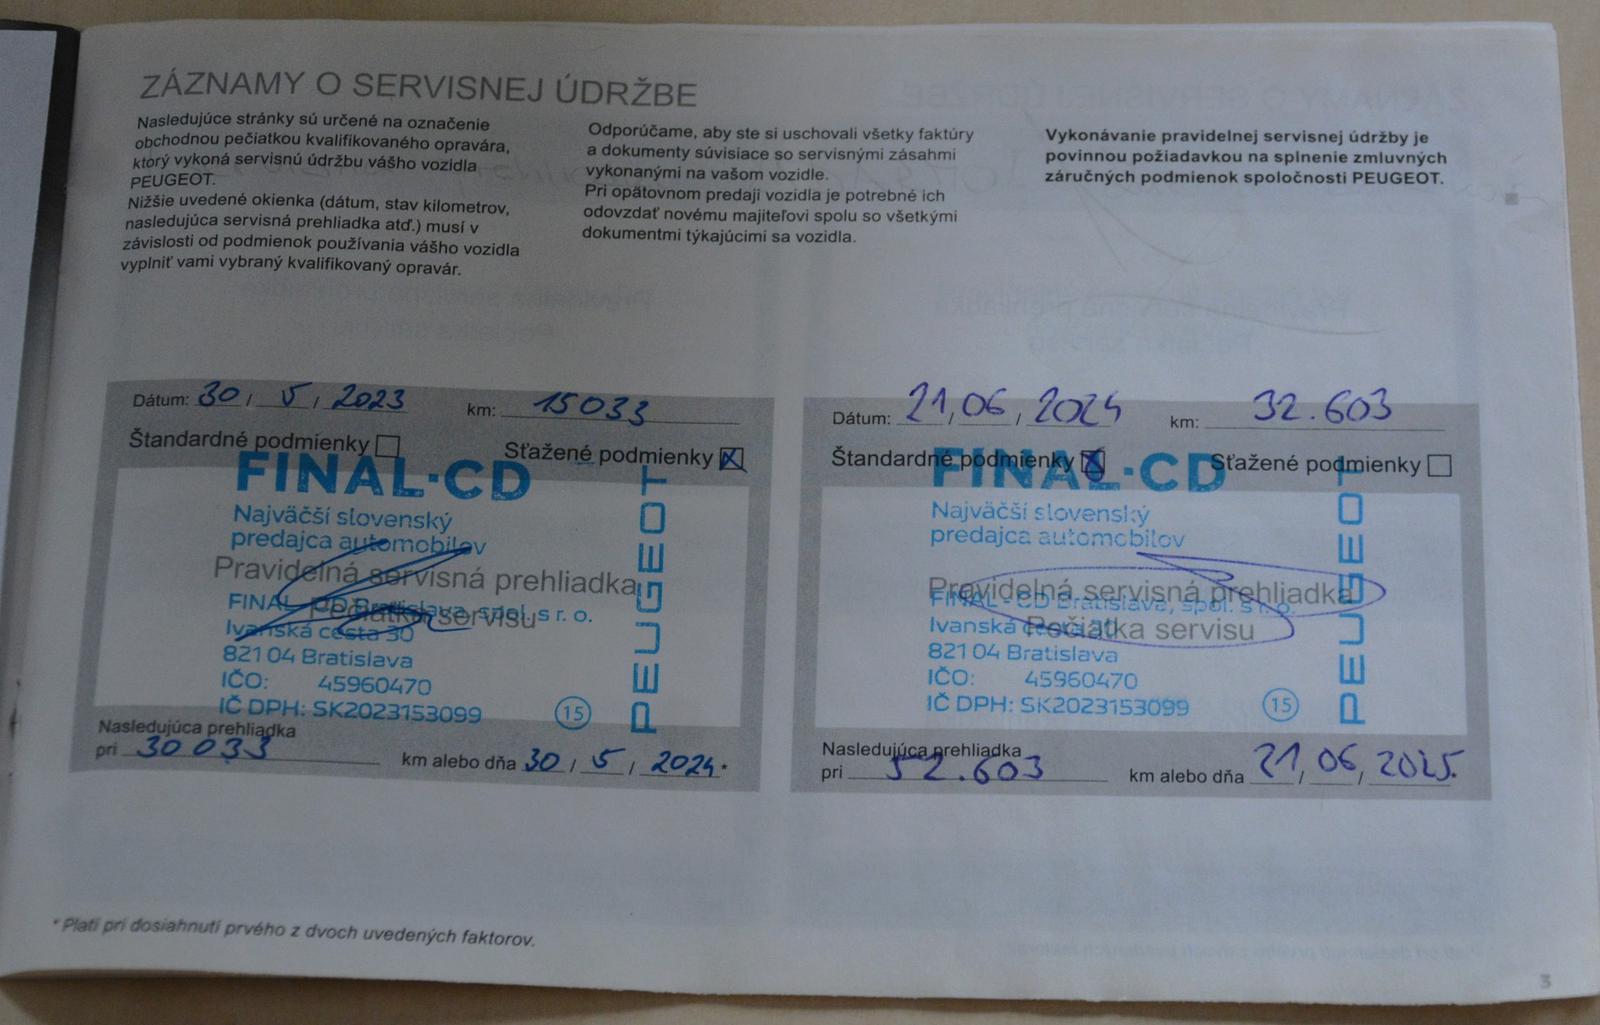 ZÁZNAMY O SERVISNEJ ÚDRŽBE
Nasledujúce stránky sú určené na označenie
obchodnou pečiatkou kvalifikovaného opravára,
ktorý vykoná servisnú údržbu vášho vozidla
PEUGEOT.
Nižšie uvedené okienka (dátum, stav kilometrov,
nasledujúca servisná prehliadka atď.) musí v
závislosti od podmienok používania vášho vozidla
vyplniť vami vybraný kvalifikovaný opravár.
Odporúčame, aby ste si uschovali všetky faktúry
a dokumenty súvisiace so servisnými zásahmi
vykonanými na vašom vozidle.
Pri opätovnom predaji vozidla je potrebné ich
odovzdať novému majiteľovi spolu so všetkými
dokumentmi týkajúcimi sa vozidla.
Vykonávanie pravidelnej servisnej údržby je
povinnou požiadavkou na splnenie zmluvných
záručných podmienok spoločnosti PEUGEOT.
Dátum: 30 / 5 / 2023 km: 15033
Štandardné podmienky Sťažené podmienky
FINAL-CD
Najväčší slovenský
predajca automobilov
Pravidelná servisná prehliadka
FINAL - CD Bratislava, spol. s r. o.
Pečiatka servisu
Ivanská cesta 30
821 04 Bratislava
IČO: 45960470
IČ DPH: SK2023153099
15
PEUGEOT
Nasledujúca prehliadka
pri 30 033 km alebo dňa 30 / 5 / 2024 *
Dátum: 21 / 06 / 2024 km: 32.603
Štandardné podmienky Sťažené podmienky
FINAL-CD
Najväčší slovenský
predajca automobilov
Pravidelná servisná prehliadka
FINAL - CD Bratislava, spol. s r. o.
Ivanská cesta 30
Pečiatka servisu
821 04 Bratislava
IČO: 45960470
IČ DPH: SK2023153099
15
PEUGEOT
Nasledujúca prehliadka
pri 52.603 km alebo dňa 21 / 06 / 2025.
* Platí pri dosiahnutí prvého z dvoch uvedených faktorov.
3